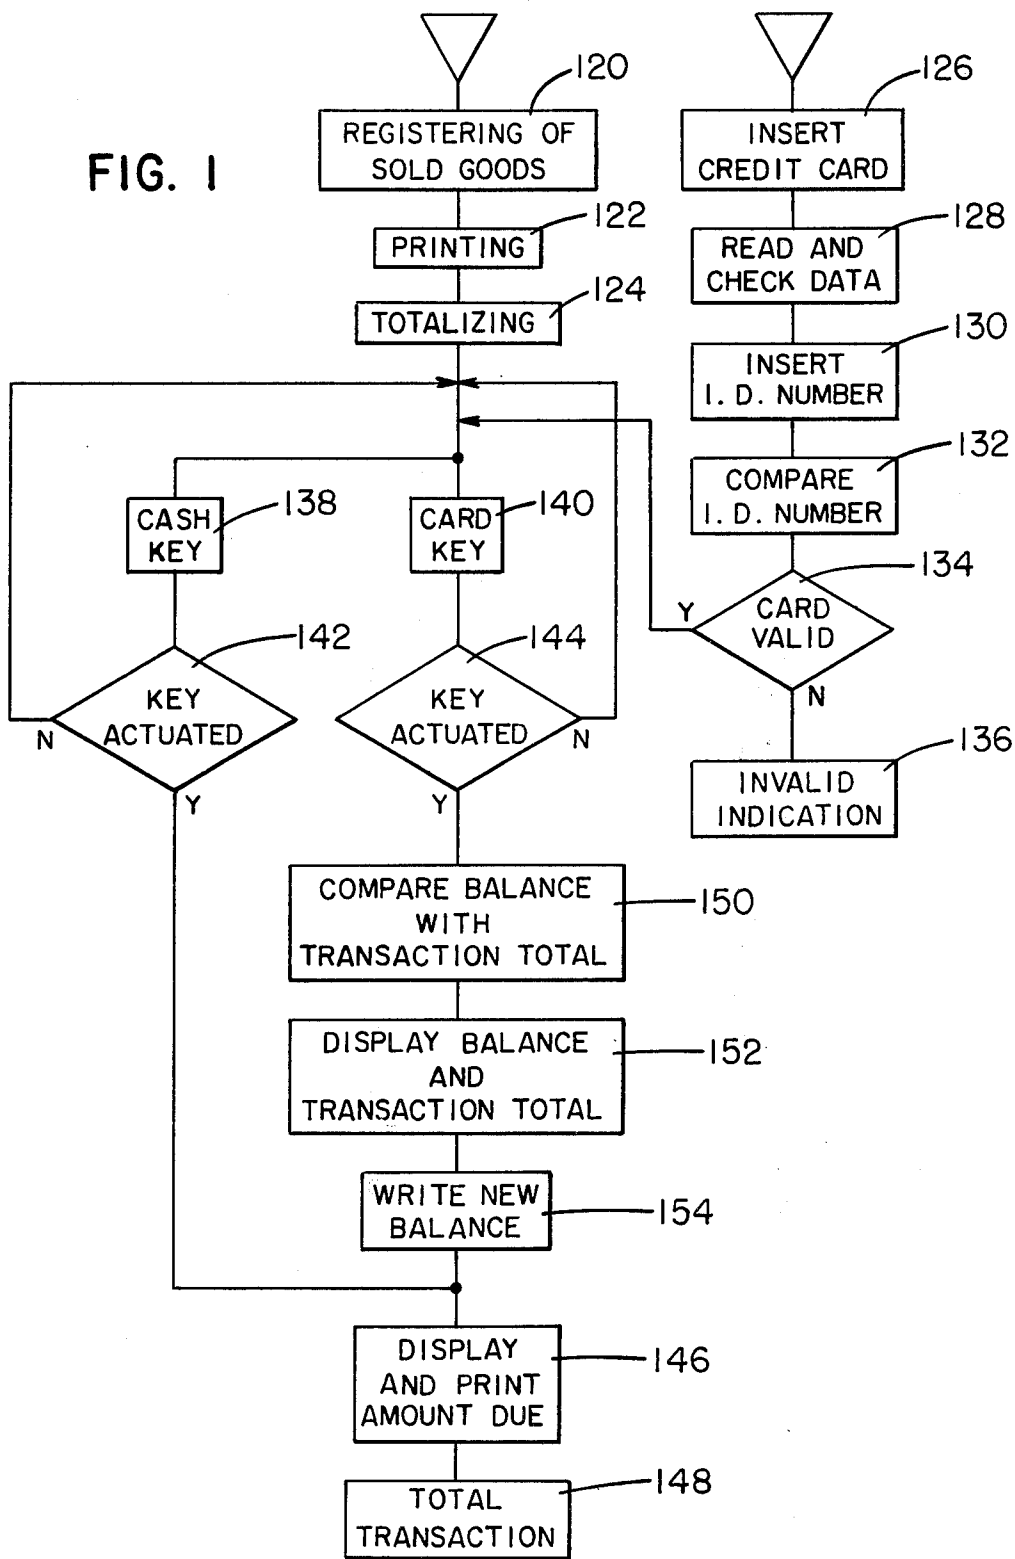 FIG. 1
120
REGISTERING OF
SOLD GOODS
122
PRINTING
124
TOTALIZING
126
INSERT
CREDIT CARD
128
READ AND
CHECK DATA
130
INSERT
I. D. NUMBER
132
COMPARE
I. D. NUMBER
134
CARD
VALID
Y
N
136
INVALID
INDICATION
138
CASH
KEY
140
CARD
KEY
142
KEY
ACTUATED
N
Y
144
KEY
ACTUATED
N
Y
150
COMPARE BALANCE
WITH
TRANSACTION TOTAL
152
DISPLAY BALANCE
AND
TRANSACTION TOTAL
154
WRITE NEW
BALANCE
146
DISPLAY
AND PRINT
AMOUNT DUE
148
TOTAL
TRANSACTION